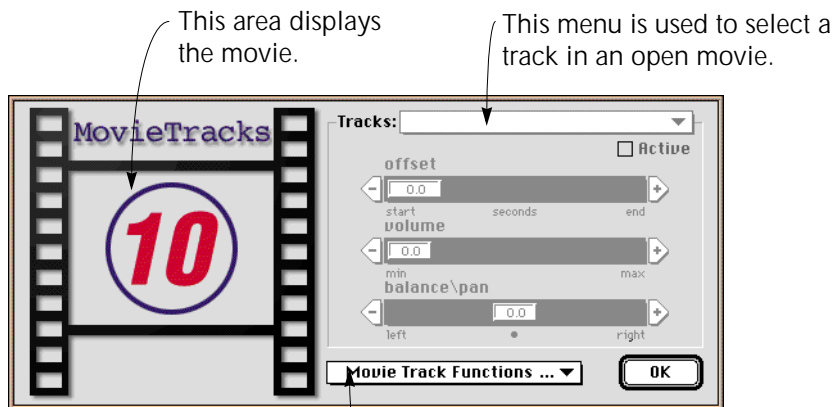 This area displays
the movie.
This menu is used to select a
track in an open movie.
MovieTracks
10
Tracks:
Active
offset
- 0.0 +
start seconds end
volume
- 0.0 +
min max
balance\pan
- 0.0 +
left right
Movie Track Functions ...
OK